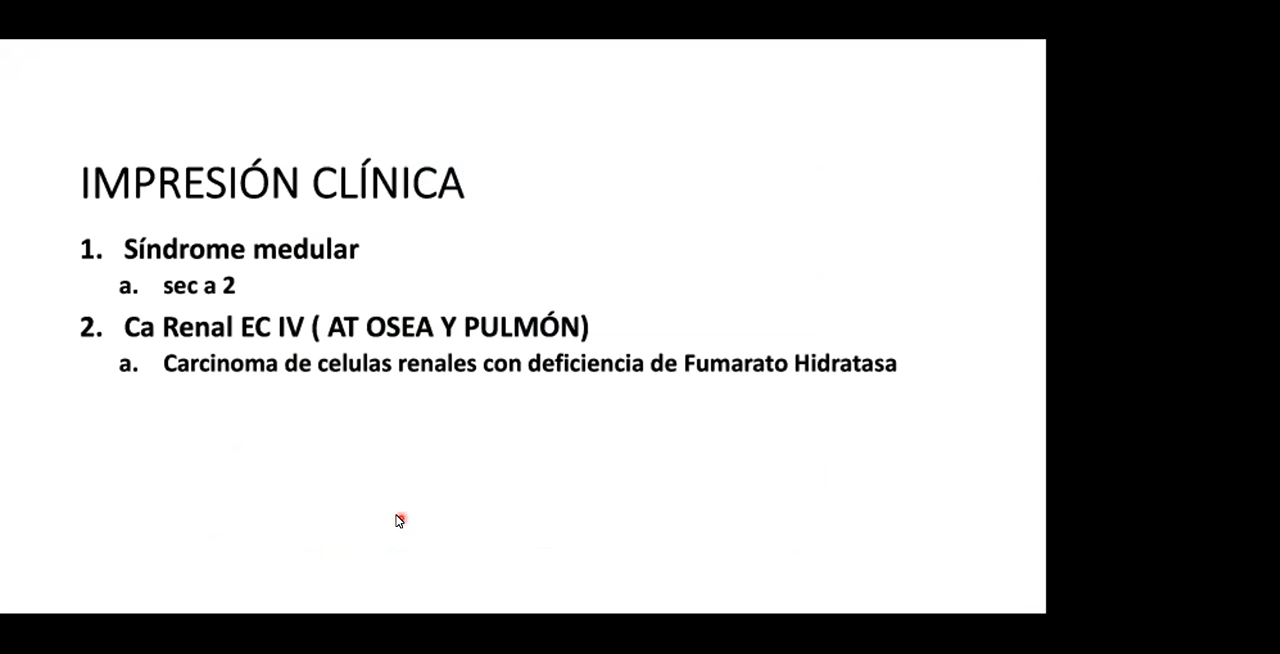 IMPRESIÓN CLÍNICA
1. Síndrome medular
a. sec a 2
2. Ca Renal EC IV ( AT OSEA Y PULMÓN)
a. Carcinoma de celulas renales con deficiencia de Fumarato Hidratasa